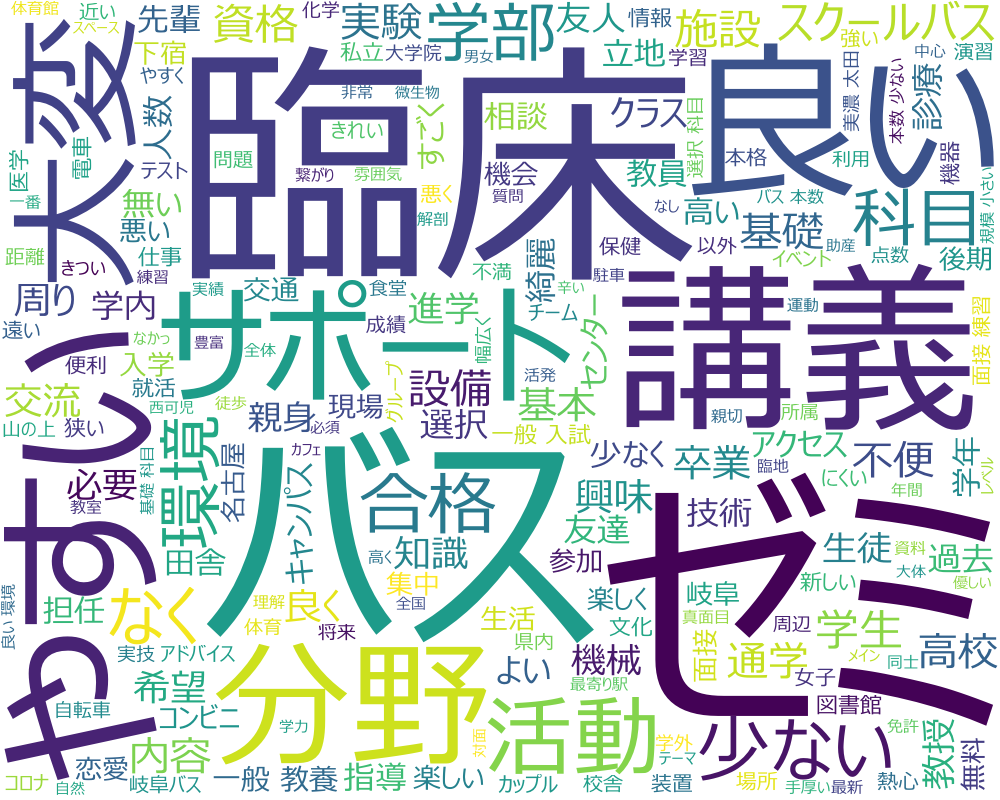 体育館
近い
スペース
先輩
資格
化学
実験
学部
友人
情報
施設
スクールバス
下宿
やすく
私立
大学院
男女
学習
立地
強い
中心
演習
大変
臨床
良い
人数
テスト
電車
医学
一番
非常
微生物
きれい
問題
繋がり
雰囲気
すごく
悪く
解剖
相談
機会
質問
クラス
教員
選択 科目
本格
美濃 太田
利用
本数 少ない
診療
機器
規模 小さい
バス 本数
なし
科目
無い
悪い
仕事
距離
きつい
練習
高い
基礎
保健
以外
助産
イベント
点数
後期
周り
学内
実績
交通
食堂
不満
綺麗
駐車
辛い
遠い
なかっ
豊富
全体
成績
進学
チーム
幅広く
センター
運動
面接 練習
講義
サポート
やすい
便利
入学
就活
西可児
徒歩
グループ
設備
活発
基本
親切
所属
交流
山の上
狭い
親身
必須
現場
選択
一般 入試
少なく
卒業
アクセス
臨地
不便
にくい
学年
レベル
年間
環境
必要
基礎 科目
教室
名古屋
カフェ
キャンパス
バス
合格
高く
知識
興味
友達
技術
ゼミ
田舎
集中
全国
参加
生徒
過去
資料
新しい
大体
優しい
良い 環境
担任
なく
理解
良く
体育
将来
生活
楽しく
文化
県内
岐阜
真面目
周辺
学生
実技
アドバイス
自転車
希望
コンビニ
分野
よい
機械
最寄り駅
面接
通学
女子
メイン
同士
高校
図書館
内容
学力
対面
活動
学外
テーマ
少ない
免許
教授
無料
コロナ
自然
恋愛
岐阜バス
一般 教養
指導
楽しい
カップル
校舎
装置
場所
手厚い
最新
熱心